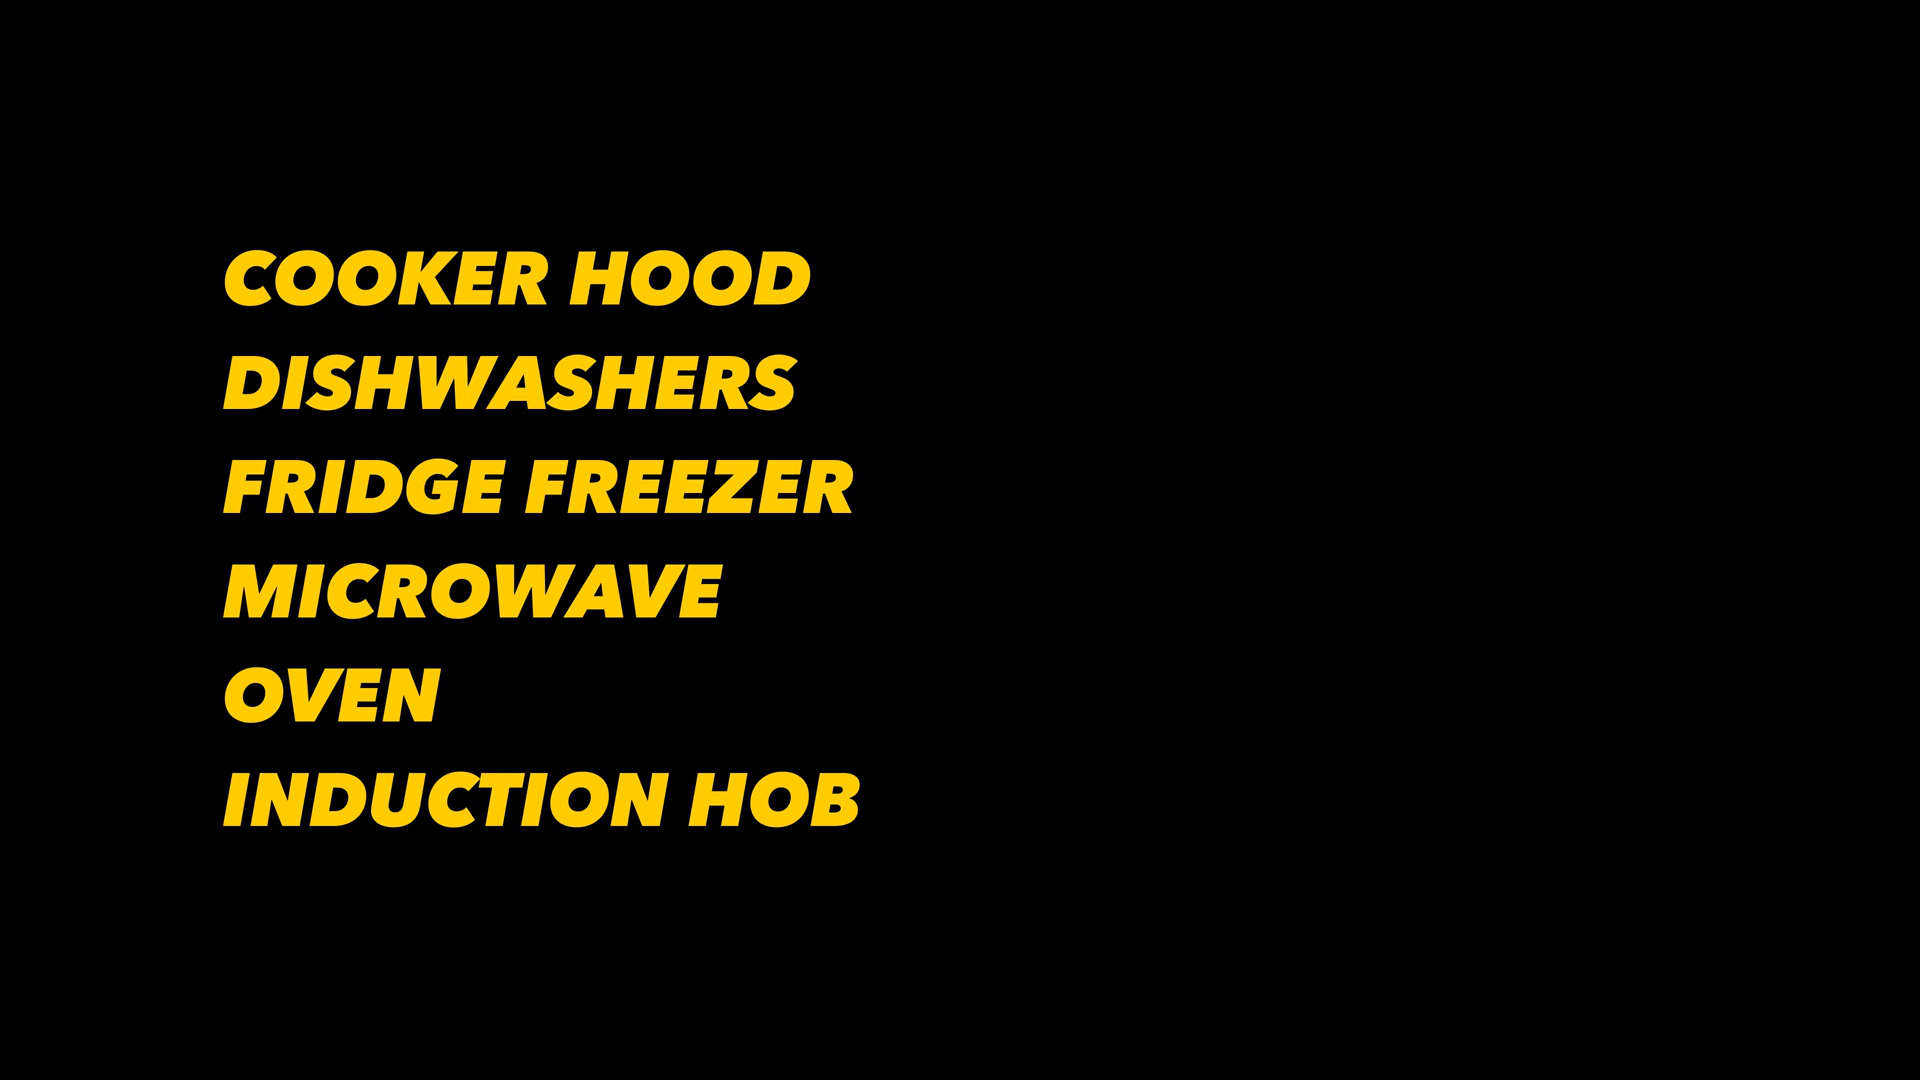 COOKER HOOD
DISHWASHERS
FRIDGE FREEZER
MICROWAVE
OVEN
INDUCTION HOB